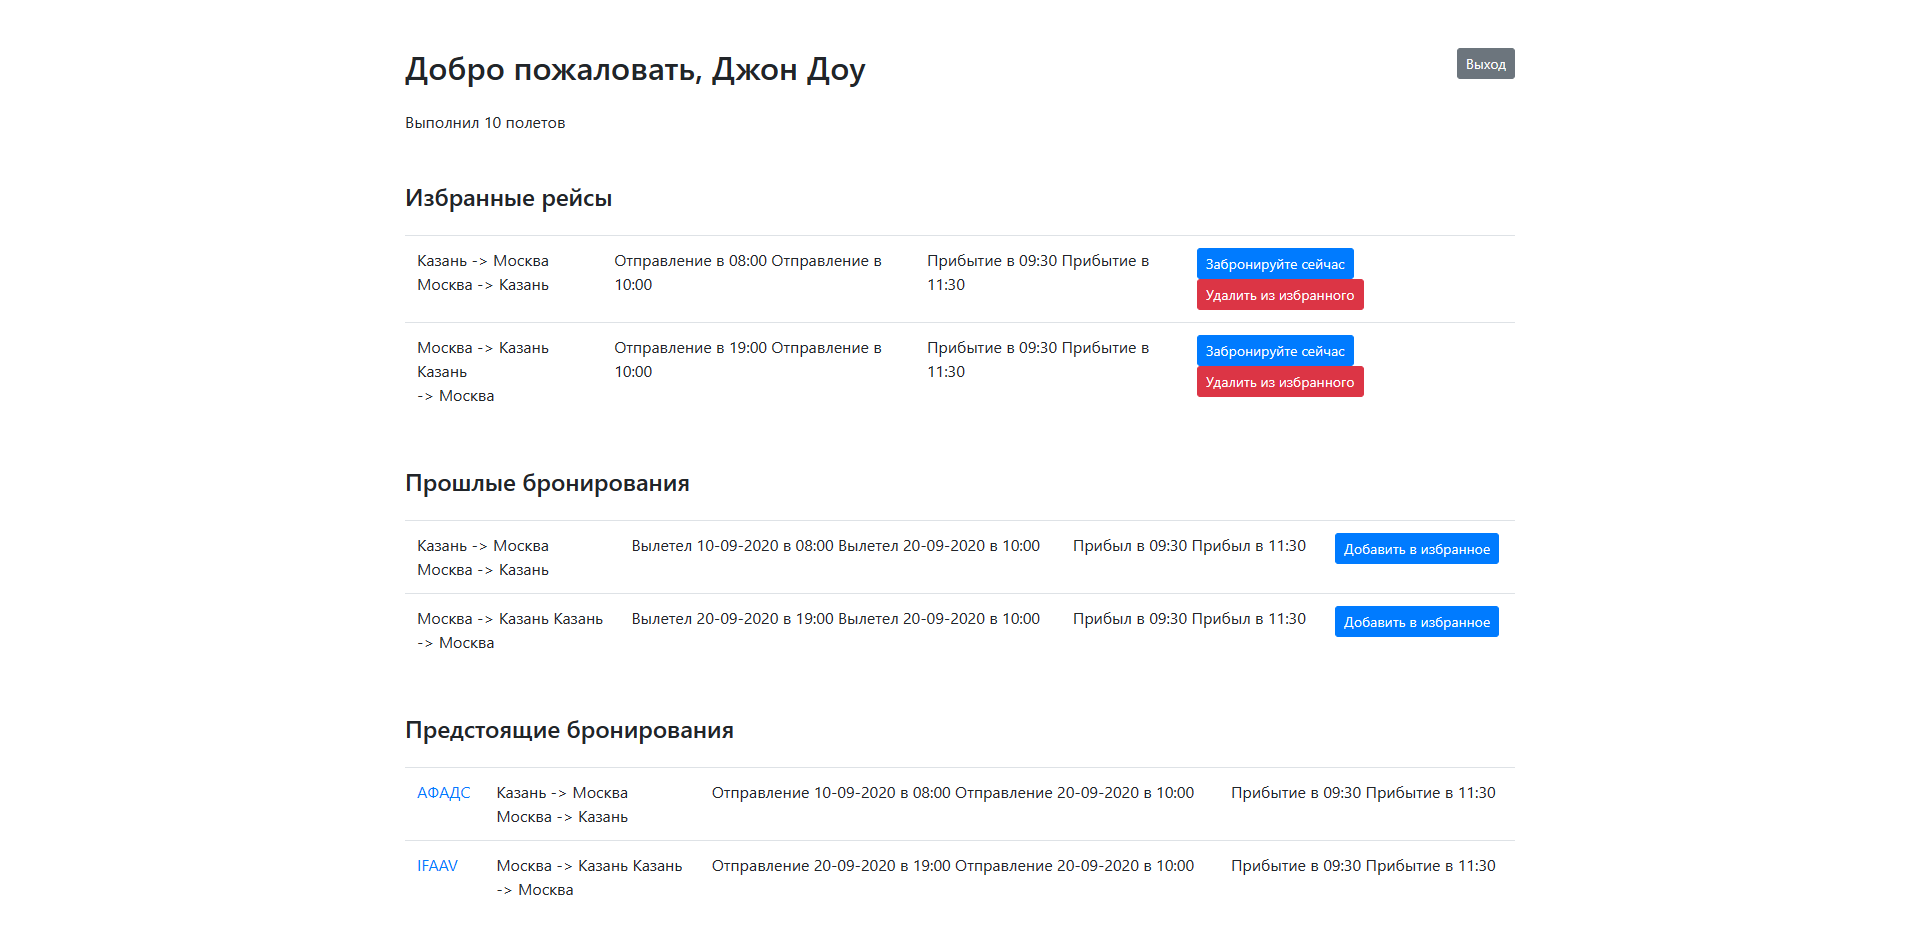 Добро пожаловать, Джон Доу
Выход
Выполнил 10 полетов
Избранные рейсы
Казань -> Москва
Москва -> Казань
Отправление в 08:00 Отправление в
10:00
Прибытие в 09:30 Прибытие в
11:30
Забронируйте сейчас
Удалить из избранного
Москва -> Казань
Казань
-> Москва
Отправление в 19:00 Отправление в
10:00
Прибытие в 09:30 Прибытие в
11:30
Забронируйте сейчас
Удалить из избранного
Прошлые бронирования
Казань -> Москва
Москва -> Казань
Вылетел 10-09-2020 в 08:00 Вылетел 20-09-2020 в 10:00
Прибыл в 09:30 Прибыл в 11:30
Добавить в избранное
Москва -> Казань Казань
-> Москва
Вылетел 20-09-2020 в 19:00 Вылетел 20-09-2020 в 10:00
Прибыл в 09:30 Прибыл в 11:30
Добавить в избранное
Предстоящие бронирования
АФАДС
Казань -> Москва
Москва -> Казань
Отправление 10-09-2020 в 08:00 Отправление 20-09-2020 в 10:00
Прибытие в 09:30 Прибытие в 11:30
IFAAV
Москва -> Казань Казань
-> Москва
Отправление 20-09-2020 в 19:00 Отправление 20-09-2020 в 10:00
Прибытие в 09:30 Прибытие в 11:30